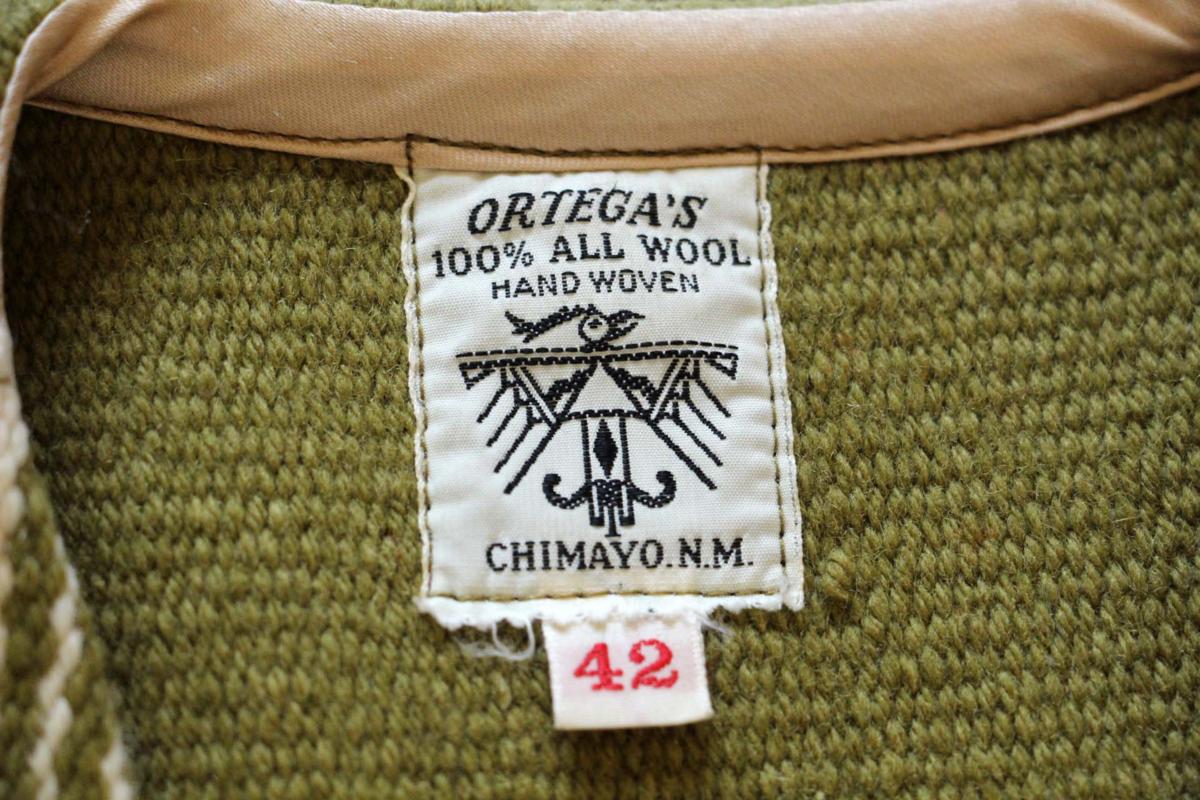 ORTEGA'S
100% ALL WOOL
HAND WOVEN
CHIMAYO. N.M.
42